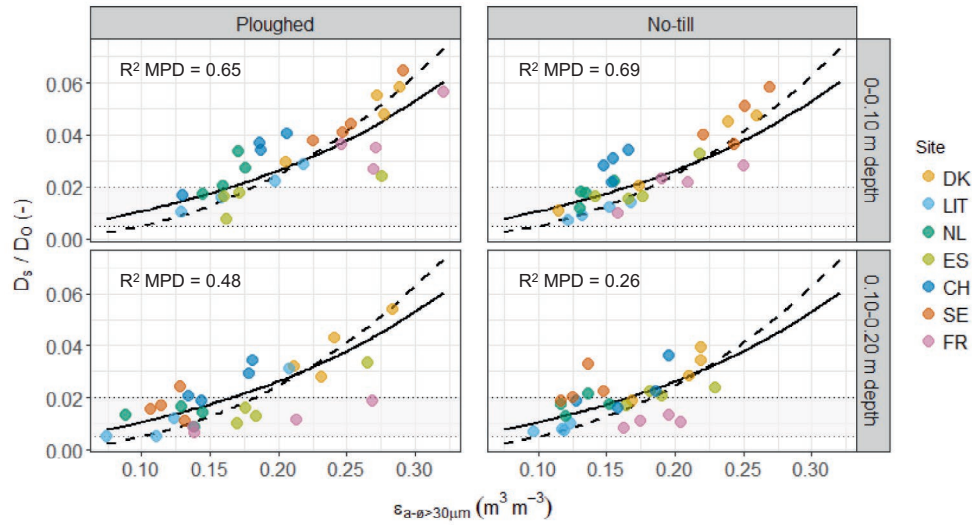 Ploughed
No-till
R² MPD = 0.65
R² MPD = 0.69
0-0.10 m depth
0.06
0.04
0.02
0.00
R² MPD = 0.48
R² MPD = 0.26
0.10-0.20 m depth
0.06
0.04
0.02
0.00
0.10 0.15 0.20 0.25 0.30
0.10 0.15 0.20 0.25 0.30
Dₛ / D₀ (-)
εₐ₋ø>30μm (m³ m⁻³)
Site
DK
LIT
NL
ES
CH
SE
FR